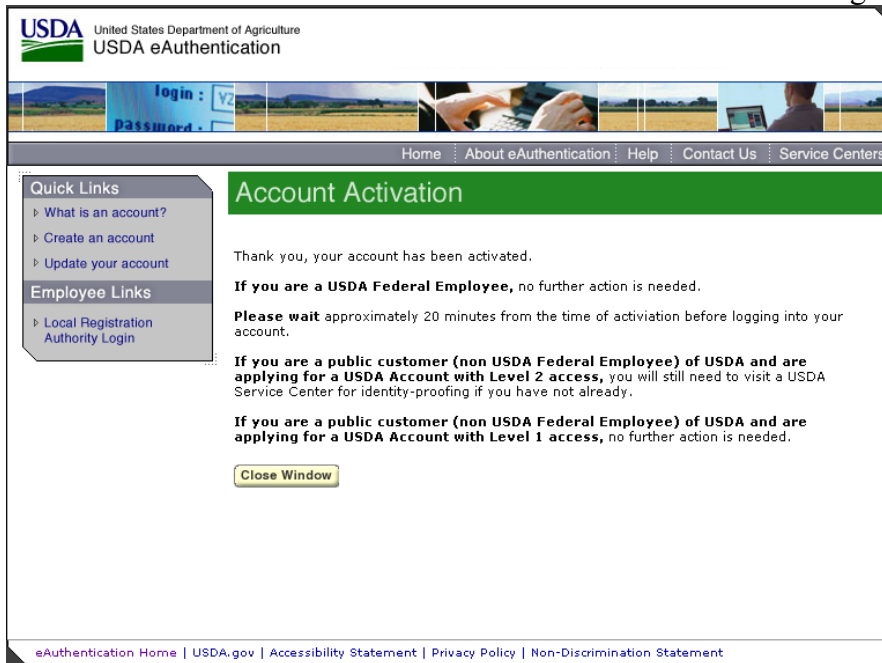 g
USDA
United States Department of Agriculture
USDA eAuthentication
login : YZ
password :
Home About eAuthentication Help Contact Us Service Centers
Quick Links
What is an account?
Create an account
Update your account
Employee Links
Local Registration
Authority Login
Account Activation
Thank you, your account has been activated.
If you are a USDA Federal Employee, no further action is needed.
Please wait approximately 20 minutes from the time of activiation before logging into your
account.
If you are a public customer (non USDA Federal Employee) of USDA and are
applying for a USDA Account with Level 2 access, you will still need to visit a USDA
Service Center for identity-proofing if you have not already.
If you are a public customer (non USDA Federal Employee) of USDA and are
applying for a USDA Account with Level 1 access, no further action is needed.
Close Window
eAuthentication Home | USDA.gov | Accessibility Statement | Privacy Policy | Non-Discrimination Statement